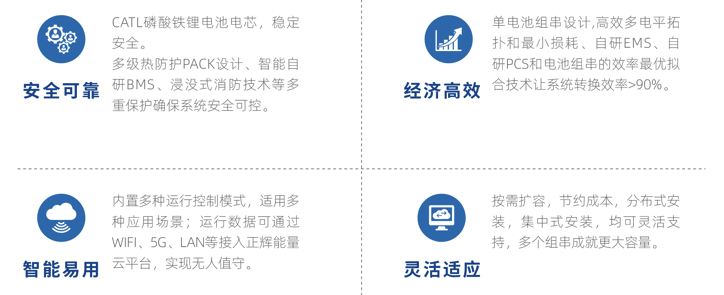 CATL磷酸铁锂电池电芯，稳定
安全。
多级热防护PACK设计、智能
自研BMS、浸没式消防技术等多
重保护确保系统安全可控。
安全可靠
单电池组串设计,高效多电平拓
扑和最小损耗、自研EMS、自
研PCS和电池组串的效率最优拟
合技术让系统转换效率>90%。
经济高效
内置多种运行控制模式，适用多
种应用场景；运行数据可通过
WIFI、5G、LAN等接入正辉能量
云平台，实现无人值守。
智能易用
按需扩容，节约成本，分布式安
装，集中式安装，均可灵活支
持，多个组串成就更大容量。
灵活适应